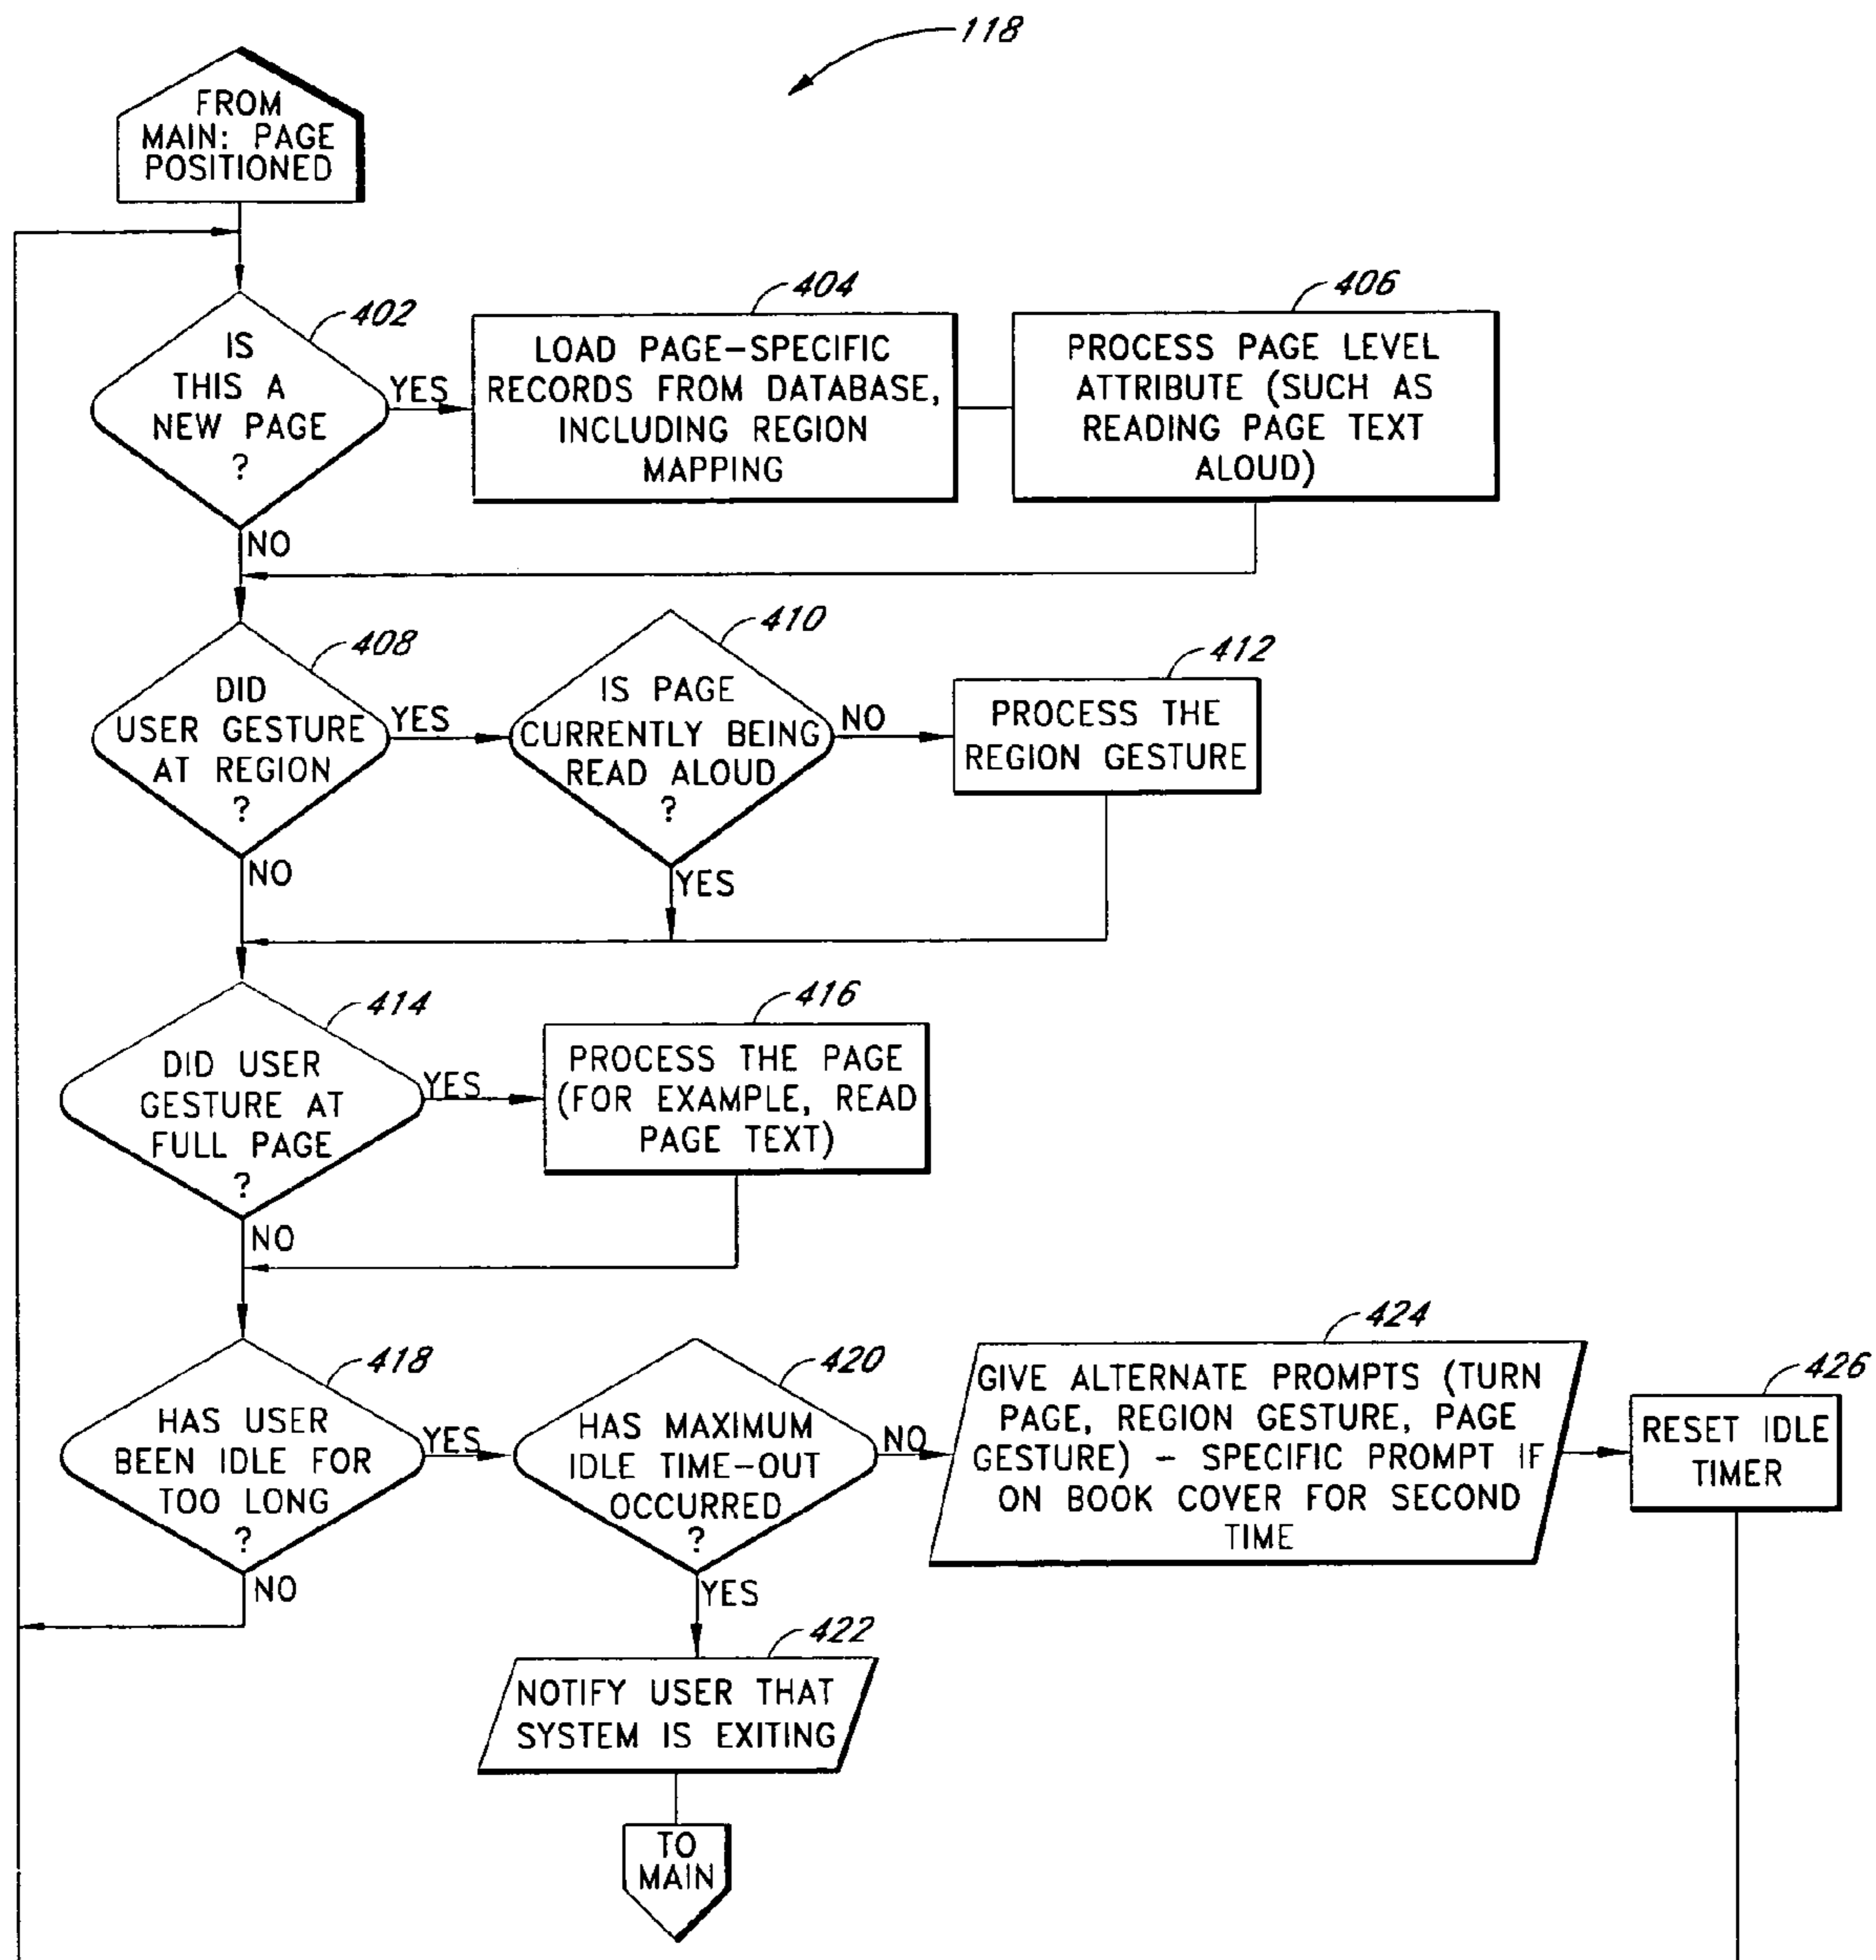 118
FROM
MAIN: PAGE
POSITIONED
402
IS
THIS A
NEW PAGE
?
YES
NO
404
LOAD PAGE-SPECIFIC
RECORDS FROM DATABASE,
INCLUDING REGION
MAPPING
406
PROCESS PAGE LEVEL
ATTRIBUTE (SUCH AS
READING PAGE TEXT
ALOUD)
408
DID
USER GESTURE
AT REGION
?
YES
NO
410
IS PAGE
CURRENTLY BEING
READ ALOUD
?
NO
YES
412
PROCESS THE
REGION GESTURE
414
DID USER
GESTURE AT
FULL PAGE
?
YES
NO
416
PROCESS THE PAGE
(FOR EXAMPLE, READ
PAGE TEXT)
418
HAS USER
BEEN IDLE FOR
TOO LONG
?
YES
NO
420
HAS MAXIMUM
IDLE TIME-OUT
OCCURRED
?
NO
YES
424
GIVE ALTERNATE PROMPTS (TURN
PAGE, REGION GESTURE, PAGE
GESTURE) - SPECIFIC PROMPT IF
ON BOOK COVER FOR SECOND
TIME
426
RESET IDLE
TIMER
422
NOTIFY USER THAT
SYSTEM IS EXITING
TO
MAIN